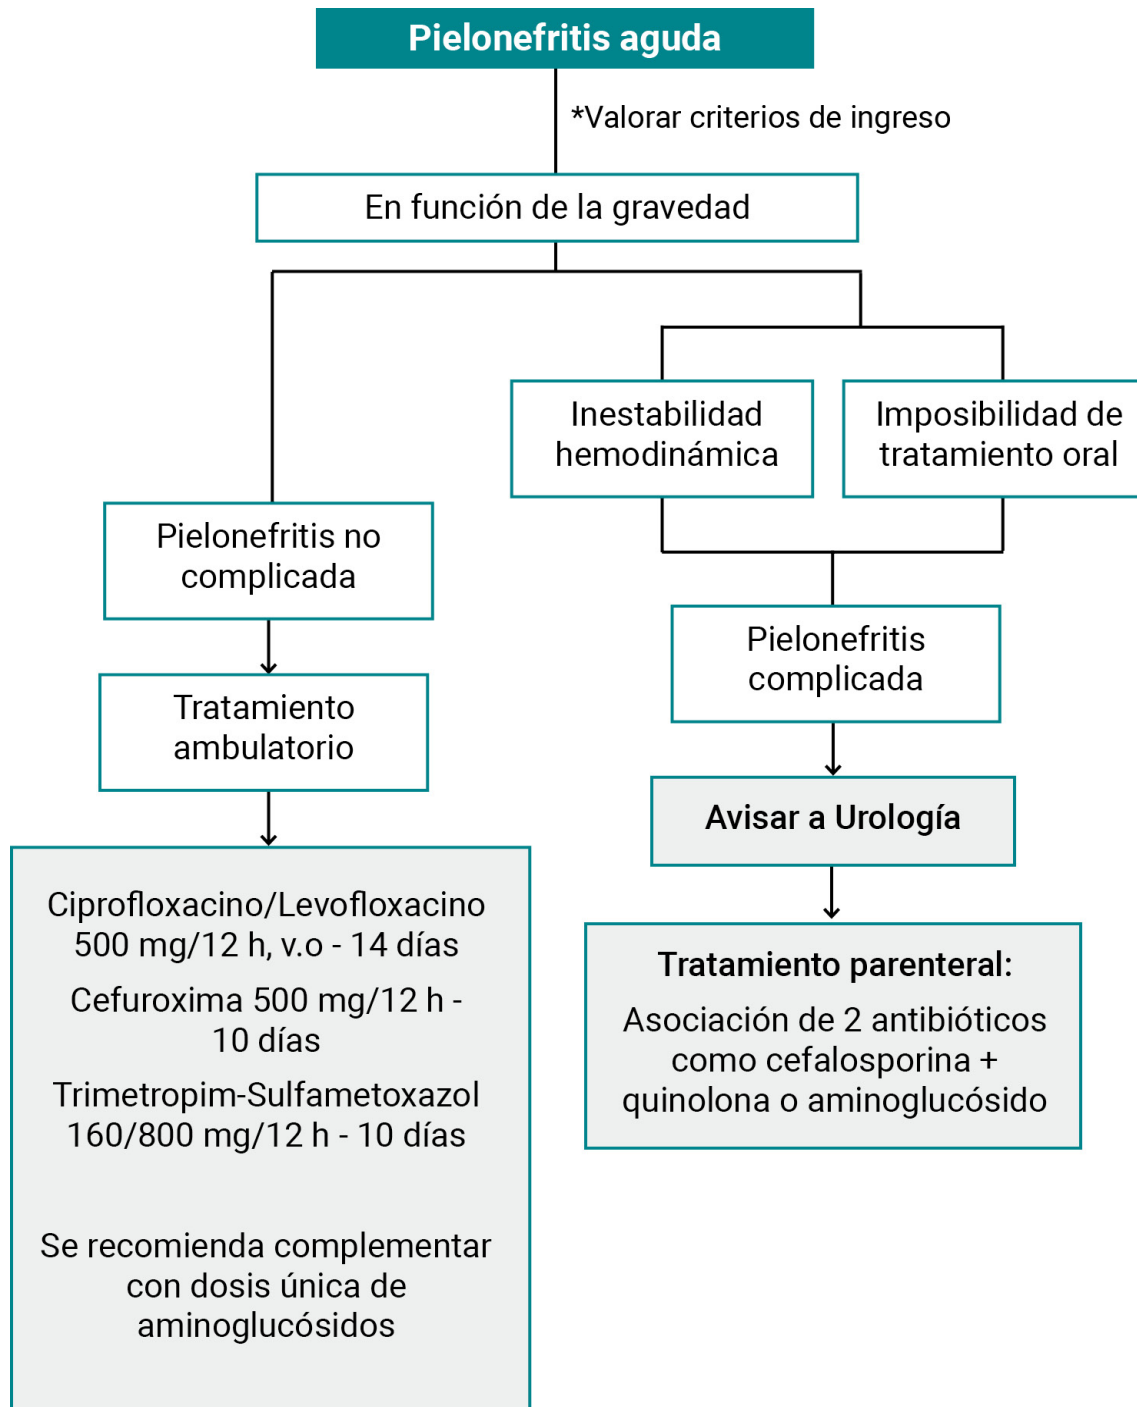 Pielonefritis aguda
*Valorar criterios de ingreso
En función de la gravedad
Inestabilidad
hemodinámica
Imposibilidad de
tratamiento oral
Pielonefritis no
complicada
Pielonefritis
complicada
Tratamiento
ambulatorio
Avisar a Urología
Ciprofloxacino/Levofloxacino
500 mg/12 h, v.o - 14 días
Cefuroxima 500 mg/12 h -
10 días
Trimetropim-Sulfametoxazol
160/800 mg/12 h - 10 días
Se recomienda complementar
con dosis única de
aminoglucósidos
Tratamiento parenteral:
Asociación de 2 antibióticos
como cefalosporina +
quinolona o aminoglucósido